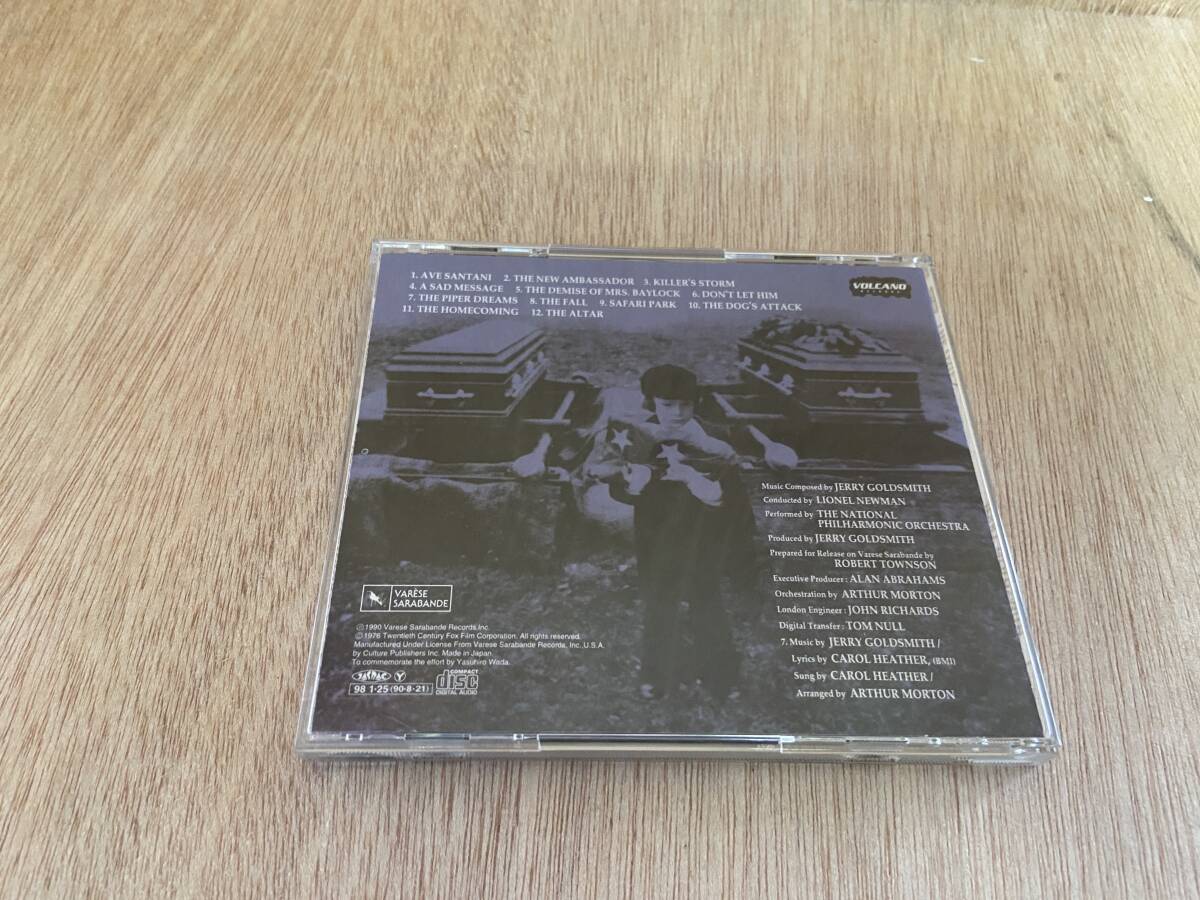 1. AVE SANTANI 2. THE NEW AMBASSADOR 3. KILLER'S STORM
4. A SAD MESSAGE 5. THE DEMISE OF MRS. BAYLOCK 6. DON'T LET HIM
7. THE PIPER DREAMS 8. THE FALL 9. SAFARI PARK 10. THE DOG'S ATTACK
11. THE HOMECOMING 12. THE ALTAR
VOLCANO
RECORDS
Music Composed by JERRY GOLDSMITH
Conducted by LIONEL NEWMAN
Performed by THE NATIONAL
PHILHARMONIC ORCHESTRA
Produced by JERRY GOLDSMITH
Prepared for Release on Varese Sarabande by
ROBERT TOWNSON
Executive Producer : ALAN ABRAHAMS
Orchestration by ARTHUR MORTON
London Engineer : JOHN RICHARDS
Digital Transfer : TOM NULL
7. Music by JERRY GOLDSMITH /
Lyrics by CAROL HEATHER, (BMI)
Sung by CAROL HEATHER /
Arranged by ARTHUR MORTON
VARÈSE
SARABANDE
Ⓟ1990 Varese Sarabande Records,Inc.
©1976 Twentieth Century Fox Film Corporation. All rights reserved.
Manufactured Under License From Varese Sarabande Records, Inc., U.S.A.
by Culture Publishers Inc. Made in Japan.
To commemorate the effort by Yasuhiro Wada.
JASRAC Y
98・1・25(90・8・21)
COMPACT
disc
DIGITAL AUDIO